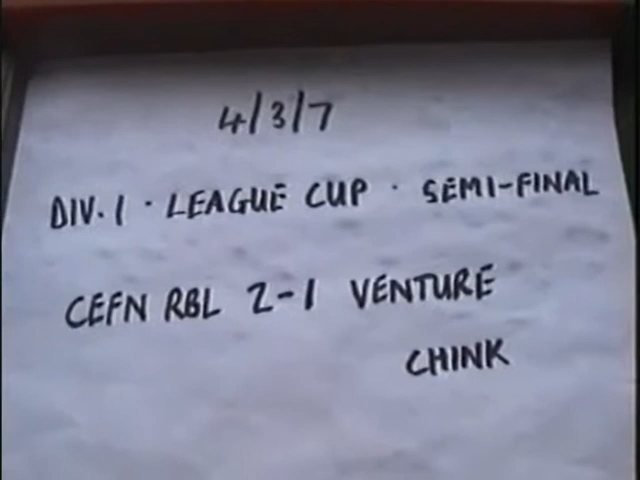 4/3/7
DIV. 1 · LEAGUE CUP · SEMI-FINAL
CEFN RBL 2-1 VENTURE
CHINK